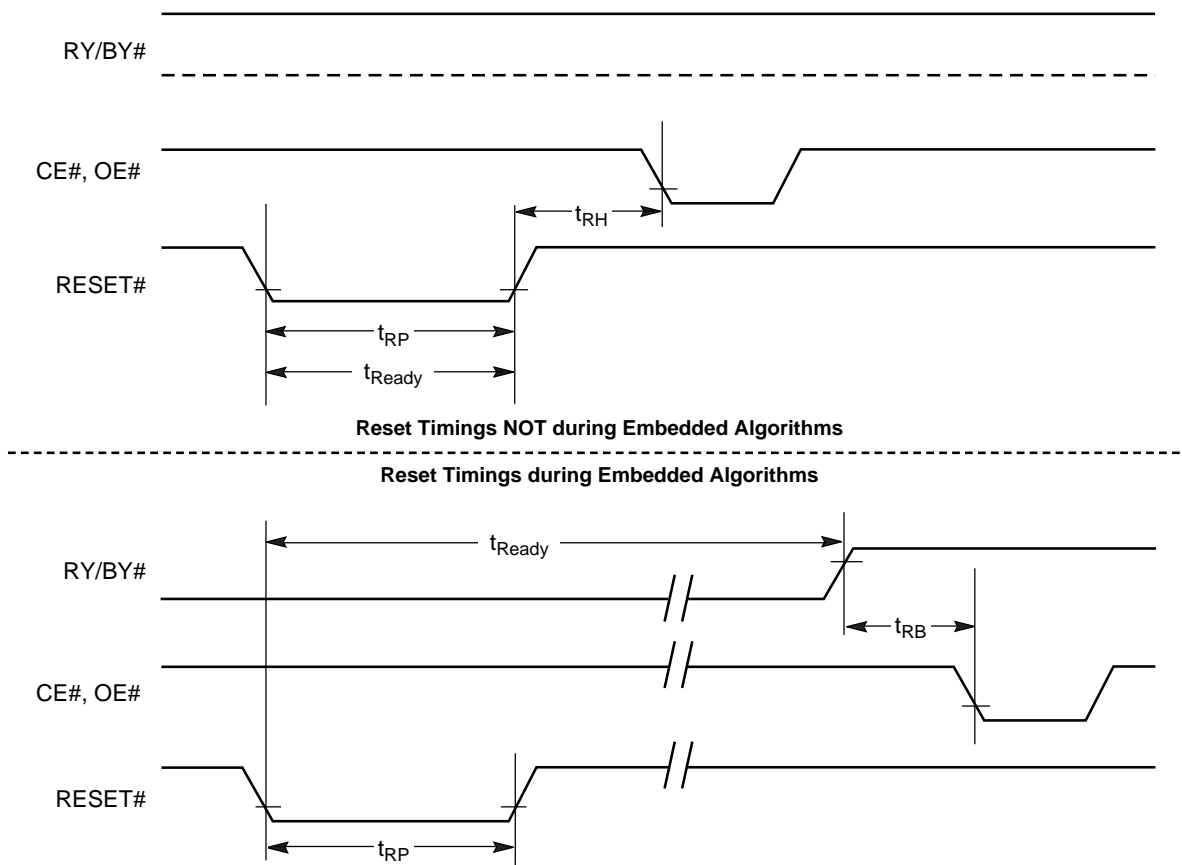 RY/BY#
CE#, OE#
tRH
RESET#
tRP
tReady
Reset Timings NOT during Embedded Algorithms
Reset Timings during Embedded Algorithms
tReady
RY/BY#
tRB
CE#, OE#
RESET#
tRP